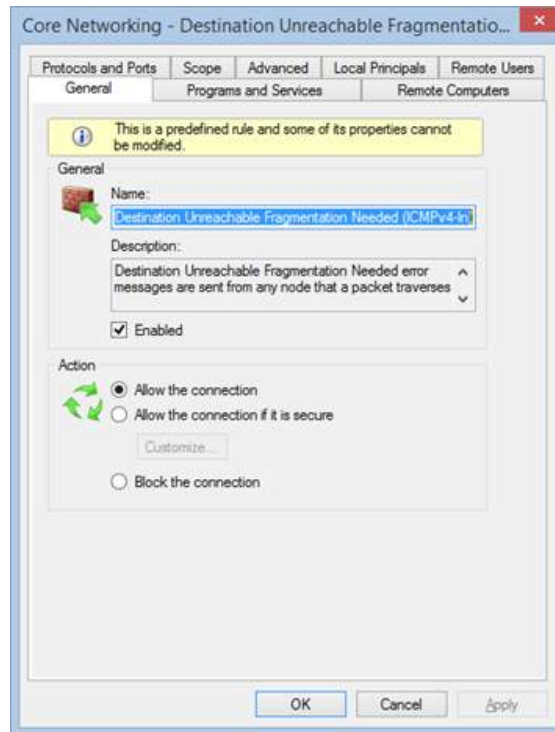 Core Networking - Destination Unreachable Fragmentatio...
Protocols and Ports Scope Advanced Local Principals Remote Users
General Programs and Services Remote Computers
This is a predefined rule and some of its properties cannot
be modified.
General
Name:
Destination Unreachable Fragmentation Needed (ICMPv4-In
Description:
Destination Unreachable Fragmentation Needed error
messages are sent from any node that a packet traverses
Enabled
Action
Allow the connection
Allow the connection if it is secure
Customize...
Block the connection
OK Cancel Apply